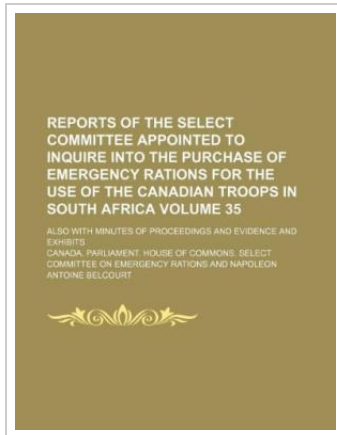 REPORTS OF THE SELECT
COMMITTEE APPOINTED TO
INQUIRE INTO THE PURCHASE OF
EMERGENCY RATIONS FOR THE
USE OF THE CANADIAN TROOPS IN
SOUTH AFRICA VOLUME 35
ALSO WITH MINUTES OF PROCEEDINGS AND EVIDENCE AND
EXHIBITS
CANADA. PARLIAMENT. HOUSE OF COMMONS. SELECT
COMMITTEE ON EMERGENCY RATIONS AND NAPOLEON
ANTOINE BELCOURT